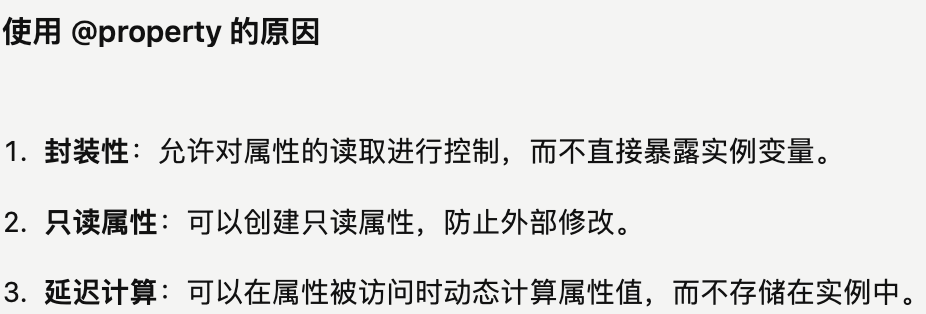 使用 @property 的原因
1. 封装性：允许对属性的读取进行控制，而不直接暴露实例变量。
2. 只读属性：可以创建只读属性，防止外部修改。
3. 延迟计算：可以在属性被访问时动态计算属性值，而不存储在实例中。